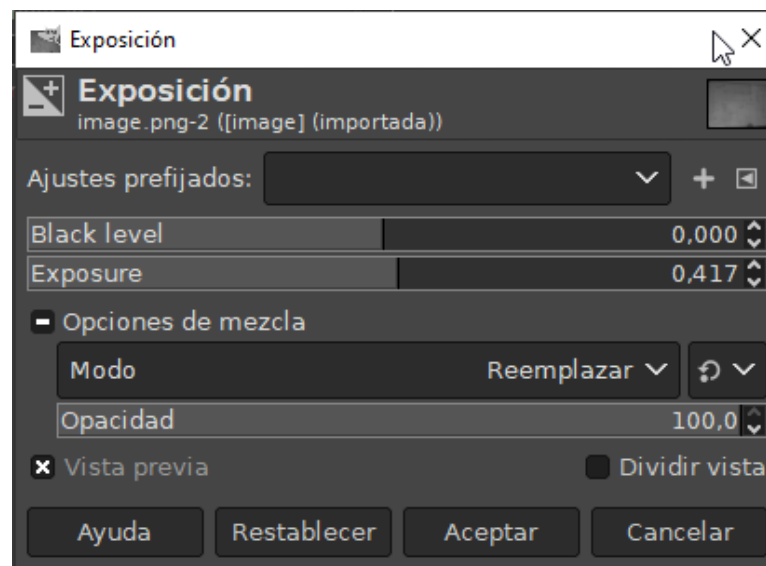 Exposición
Exposición
image.png-2 ([image] (importada))
Ajustes prefijados:
Black level 0,000
Exposure 0,417
Opciones de mezcla
Modo Reemplazar
Opacidad 100,0
Vista previa Dividir vista
Ayuda Restablecer Aceptar Cancelar